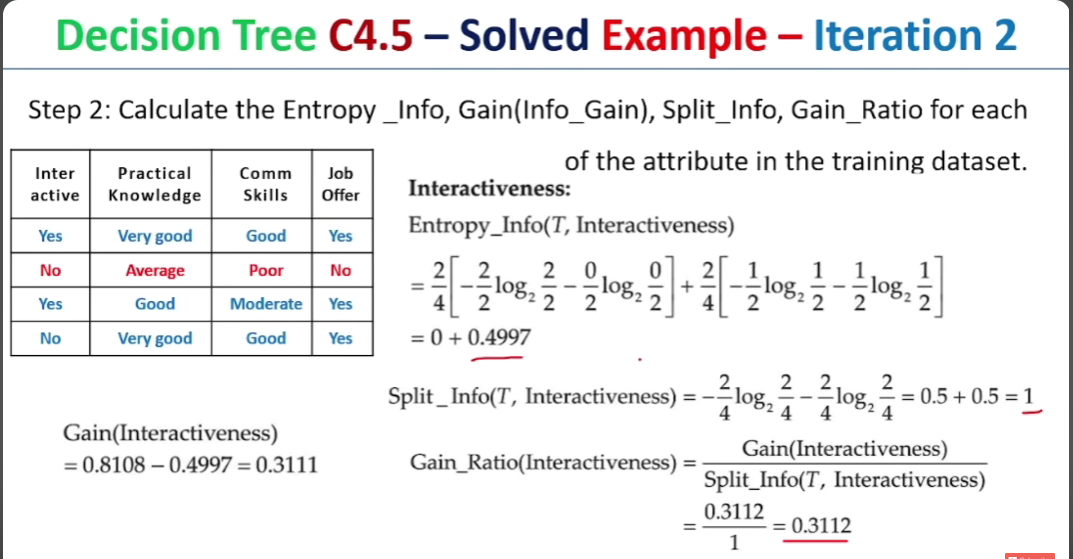 Decision Tree C4.5 – Solved Example – Iteration 2
Step 2: Calculate the Entropy _Info, Gain(Info_Gain), Split_Info, Gain_Ratio for each
of the attribute in the training dataset.
Inter active | Practical Knowledge | Comm Skills | Job Offer
Yes | Very good | Good | Yes
No | Average | Poor | No
Yes | Good | Moderate | Yes
No | Very good | Good | Yes
Interactiveness:
Entropy_Info(T, Interactiveness)
= 2/4 [ −2/2 log₂ 2/2 − 0/2 log₂ 0/2 ] + 2/4 [ −1/2 log₂ 1/2 − 1/2 log₂ 1/2 ]
= 0 + 0.4997
Split_Info(T, Interactiveness) = −2/4 log₂ 2/4 − 2/4 log₂ 2/4 = 0.5 + 0.5 = 1
Gain(Interactiveness)
= 0.8108 − 0.4997 = 0.3111
Gain_Ratio(Interactiveness) = Gain(Interactiveness) / Split_Info(T, Interactiveness)
= 0.3112 / 1 = 0.3112